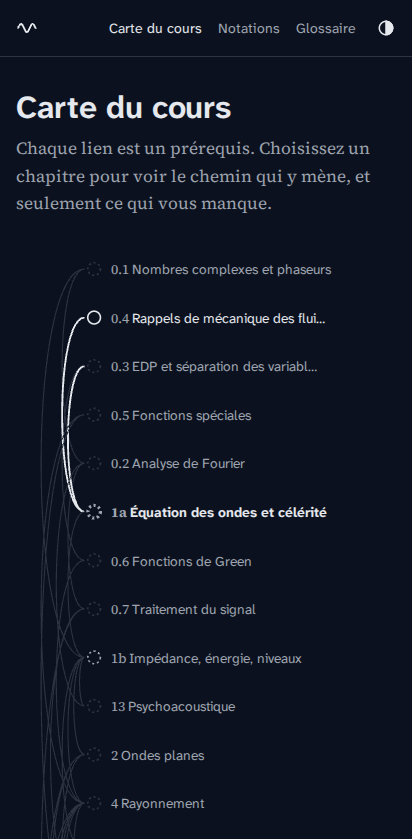 Carte du cours Notations Glossaire
Carte du cours
Chaque lien est un prérequis. Choisissez un
chapitre pour voir le chemin qui y mène, et
seulement ce qui vous manque.
0.1 Nombres complexes et phaseurs
0.4 Rappels de mécanique des flui...
0.3 EDP et séparation des variabl...
0.5 Fonctions spéciales
0.2 Analyse de Fourier
1a Équation des ondes et célérité
0.6 Fonctions de Green
0.7 Traitement du signal
1b Impédance, énergie, niveaux
13 Psychoacoustique
2 Ondes planes
4 Rayonnement